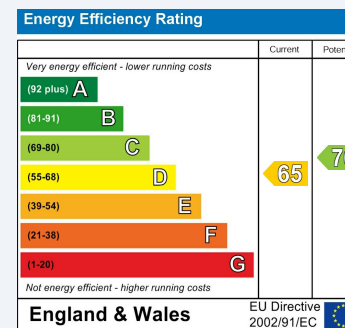 Energy Efficiency Rating
Current
Very energy efficient - lower running costs
(92 plus) A
(81-91) B
(69-80) C
(55-68) D
65
(39-54) E
(21-38) F
(1-20) G
Not energy efficient - higher running costs
England & Wales
EU Directive
2002/91/EC